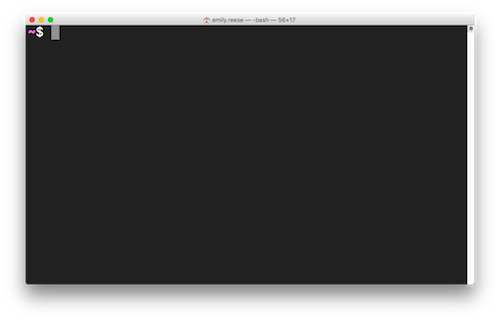 emily.reese — -bash — 56×17
~$